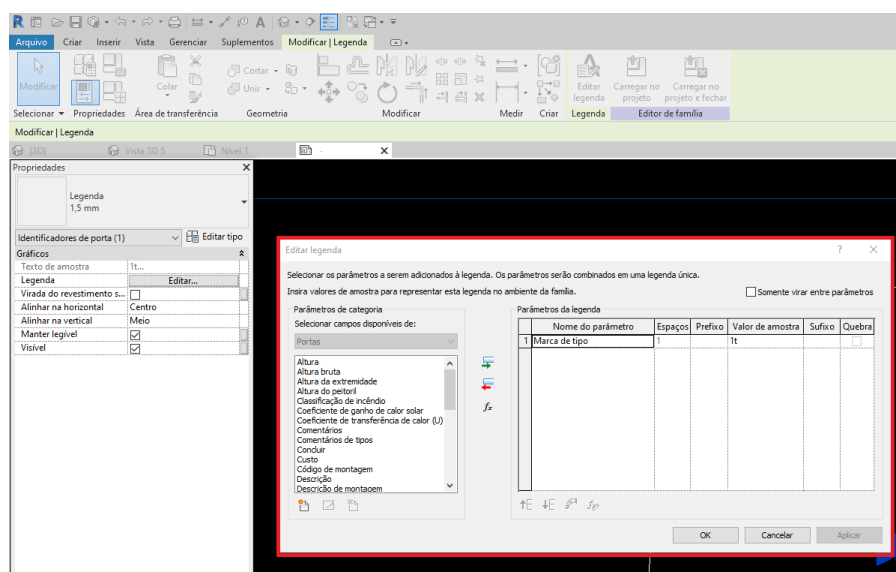 Arquivo Criar Inserir Vista Gerenciar Suplementos Modificar | Legenda
Modificar
Colar
Cortar
Unir
Editar legenda
Carregar no projeto
Carregar no projeto e fechar
Selecionar Propriedades Área de transferência Geometria Modificar Medir Criar Legenda Editor de família
Modificar | Legenda
(3D) Vista 3D 5 Nível 1 -
Propriedades
Legenda
1,5 mm
Identificadores de porta (1) Editar tipo
Gráficos
Texto de amostra 1t...
Legenda Editar...
Virada do revestimento s...
Alinhar na horizontal Centro
Alinhar na vertical Meio
Manter legível
Visível
Editar legenda
Selecionar os parâmetros a serem adicionados à legenda. Os parâmetros serão combinados em uma legenda única.
Insira valores de amostra para representar esta legenda no ambiente da família.
Somente virar entre parâmetros
Parâmetros de categoria
Selecionar campos disponíveis de:
Portas
Altura
Altura bruta
Altura da extremidade
Altura do peitoril
Classificação de incêndio
Coeficiente de ganho de calor solar
Coeficiente de transferência de calor (U)
Comentários
Comentários de tipos
Concluir
Custo
Código de montagem
Descrição
Descrição de montagem
Parâmetros da legenda
Nome do parâmetro Espaços Prefixo Valor de amostra Sufixo Quebra
1 Marca de tipo 1 1t
OK Cancelar Aplicar